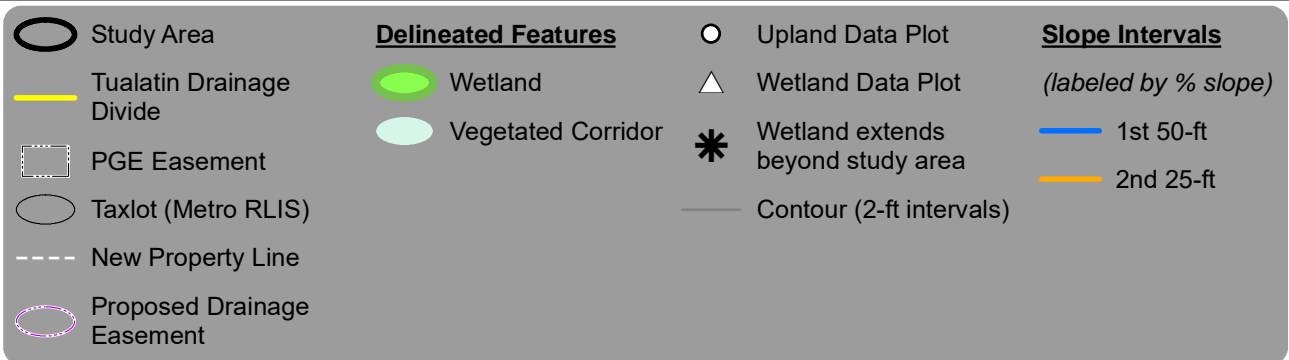 Study Area
Tualatin Drainage
Divide
PGE Easement
Taxlot (Metro RLIS)
New Property Line
Proposed Drainage
Easement
Delineated Features
Wetland
Vegetated Corridor
Upland Data Plot
Wetland Data Plot
Wetland extends
beyond study area
Contour (2-ft intervals)
Slope Intervals
(labeled by % slope)
1st 50-ft
2nd 25-ft